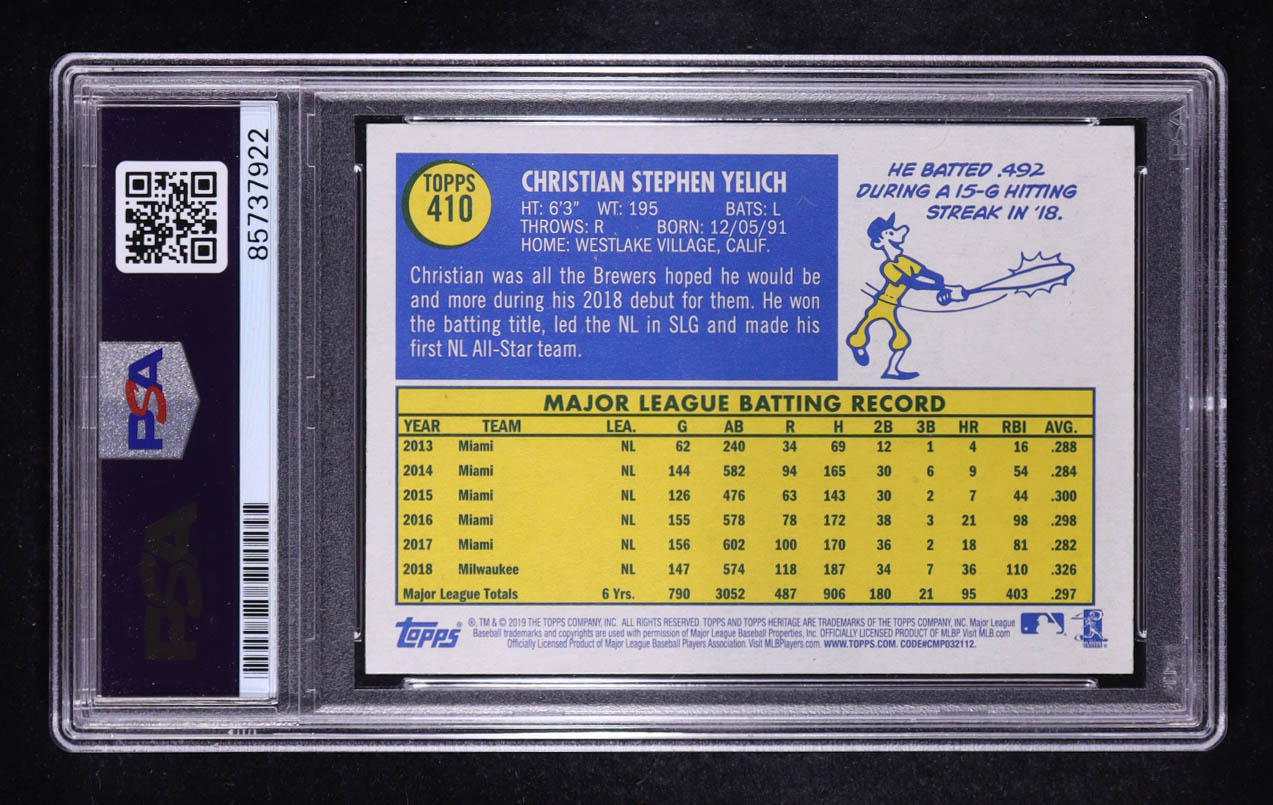 85737922
PSA
PSA
TOPPS
410
CHRISTIAN STEPHEN YELICH
HT: 6'3" WT: 195 BATS: L
THROWS: R BORN: 12/05/91
HOME: WESTLAKE VILLAGE, CALIF.
Christian was all the Brewers hoped he would be
and more during his 2018 debut for them. He won
the batting title, led the NL in SLG and made his
first NL All-Star team.
HE BATTED .492
DURING A 15-G HITTING
STREAK IN '18.
MAJOR LEAGUE BATTING RECORD
YEAR TEAM LEA. G AB R H 2B 3B HR RBI AVG.
2013 Miami NL 62 240 34 69 12 1 4 16 .288
2014 Miami NL 144 582 94 165 30 6 9 54 .284
2015 Miami NL 126 476 63 143 30 2 7 44 .300
2016 Miami NL 155 578 78 172 38 3 21 98 .298
2017 Miami NL 156 602 100 170 36 2 18 81 .282
2018 Milwaukee NL 147 574 118 187 34 7 36 110 .326
Major League Totals 6 Yrs. 790 3052 487 906 180 21 95 403 .297
Topps
®, TM & © 2019 THE TOPPS COMPANY, INC. ALL RIGHTS RESERVED. TOPPS AND TOPPS HERITAGE ARE TRADEMARKS OF THE TOPPS COMPANY, INC. Major League
Baseball trademarks and copyrights are used with permission of Major League Baseball Properties, Inc. OFFICIALLY LICENSED PRODUCT OF MLBP. Visit MLB.com
Officially Licensed Product of Major League Baseball Players Association. Visit MLBPlayers.com. WWW.TOPPS.COM. CODE#CMP032112.
PSA